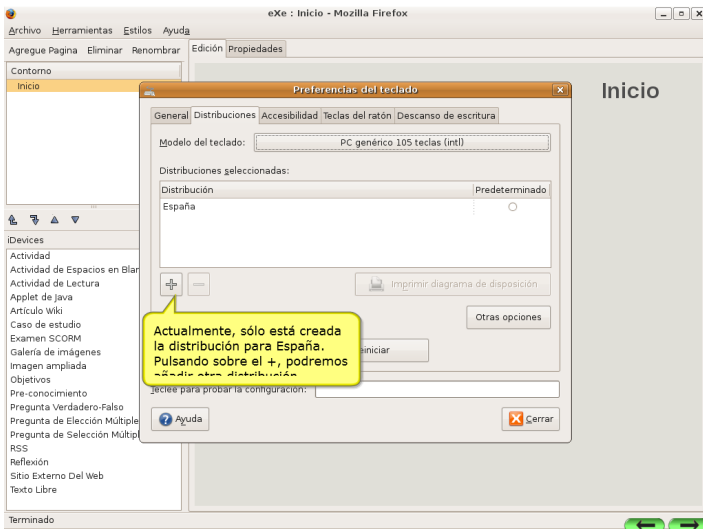 eXe : Inicio - Mozilla Firefox
Archivo Herramientas Estilos Ayuda
Agregue Pagina Eliminar Renombrar
Edición Propiedades
Contorno
Inicio
Inicio
Preferencias del teclado
General Distribuciones Accesibilidad Teclas del ratón Descanso de escritura
Modelo del teclado: PC genérico 105 teclas (intl)
Distribuciones seleccionadas:
Distribución Predeterminado
España
Imprimir diagrama de disposición
Otras opciones
Actualmente, sólo está creada
la distribución para España.
Pulsando sobre el +, podremos
añadir otra distribución
einiciar
Teclee para probar la configuración:
Ayuda
Cerrar
iDevices
Actividad
Actividad de Espacios en Blan
Actividad de Lectura
Applet de Java
Artículo Wiki
Caso de estudio
Examen SCORM
Galería de imágenes
Imagen ampliada
Objetivos
Pre-conocimiento
Pregunta Verdadero-Falso
Pregunta de Elección Múltiple
Pregunta de Selección Múltipl
RSS
Reflexión
Sitio Externo Del Web
Texto Libre
Terminado